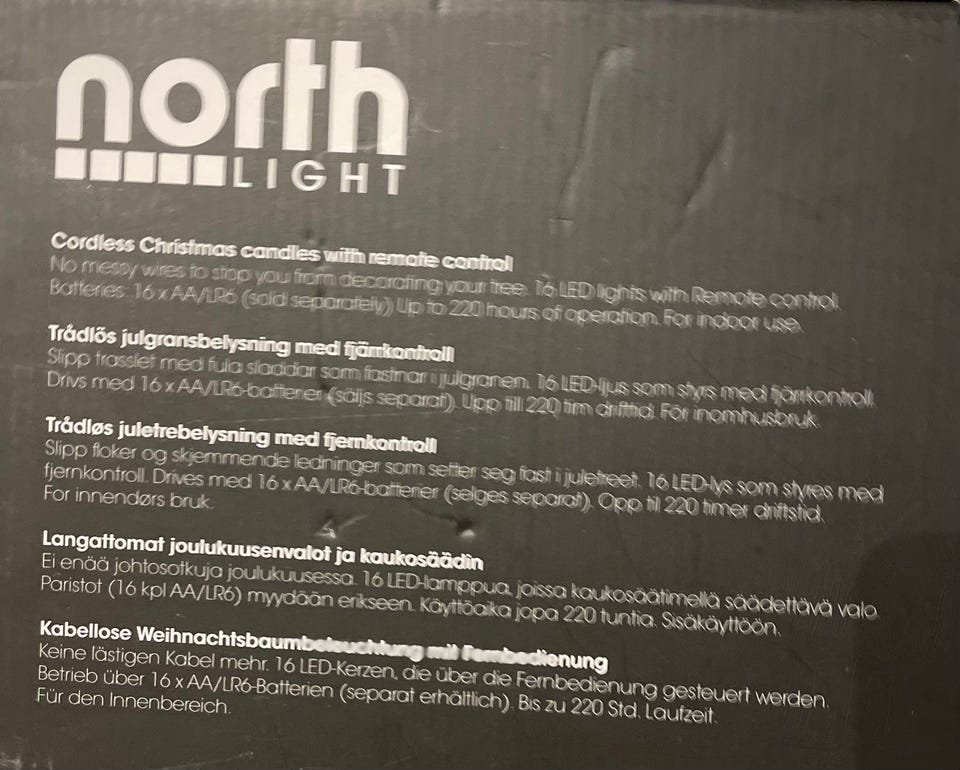 north
LIGHT
Cordless Christmas candles with remote control
No messy wires to stop you from decorating your tree. 16 LED lights with Remote control.
Batteries: 16 x AA/LR6 (sold separately) Up to 220 hours of operation. For indoor use.
Trådlös julgransbelysning med fjärrkontroll
Slipp trasslet med fula sladdar som fastnar i julgranen. 16 LED-ljus som styrs med fjärrkontroll.
Drivs med 16 x AA/LR6-batterier (säljs separat). Upp till 220 tim drifttid. För inomhusbruk.
Trådløs juletrebelysning med fjernkontroll
Slipp floker og skjemmende ledninger som setter seg fast i juletreet. 16 LED-lys som styres med
fjernkontroll. Drives med 16 x AA/LR6-batterier (selges separat). Opp til 220 timer driftstid.
For innendørs bruk.
Langattomat joulukuusenvalot ja kaukosäädin
Ei enää johtosotkuja joulukuusessa. 16 LED-lamppua, joissa kaukosäätimellä säädettävä valo.
Paristot (16 kpl AA/LR6) myydään erikseen. Käyttöaika jopa 220 tuntia. Sisäkäyttöön.
Kabellose Weihnachtsbaumbeleuchtung mit Fernbedienung
Keine lästigen Kabel mehr. 16 LED-Kerzen, die über die Fernbedienung gesteuert werden.
Betrieb über 16 x AA/LR6-Batterien (separat erhältlich). Bis zu 220 Std. Laufzeit.
Für den Innenbereich.